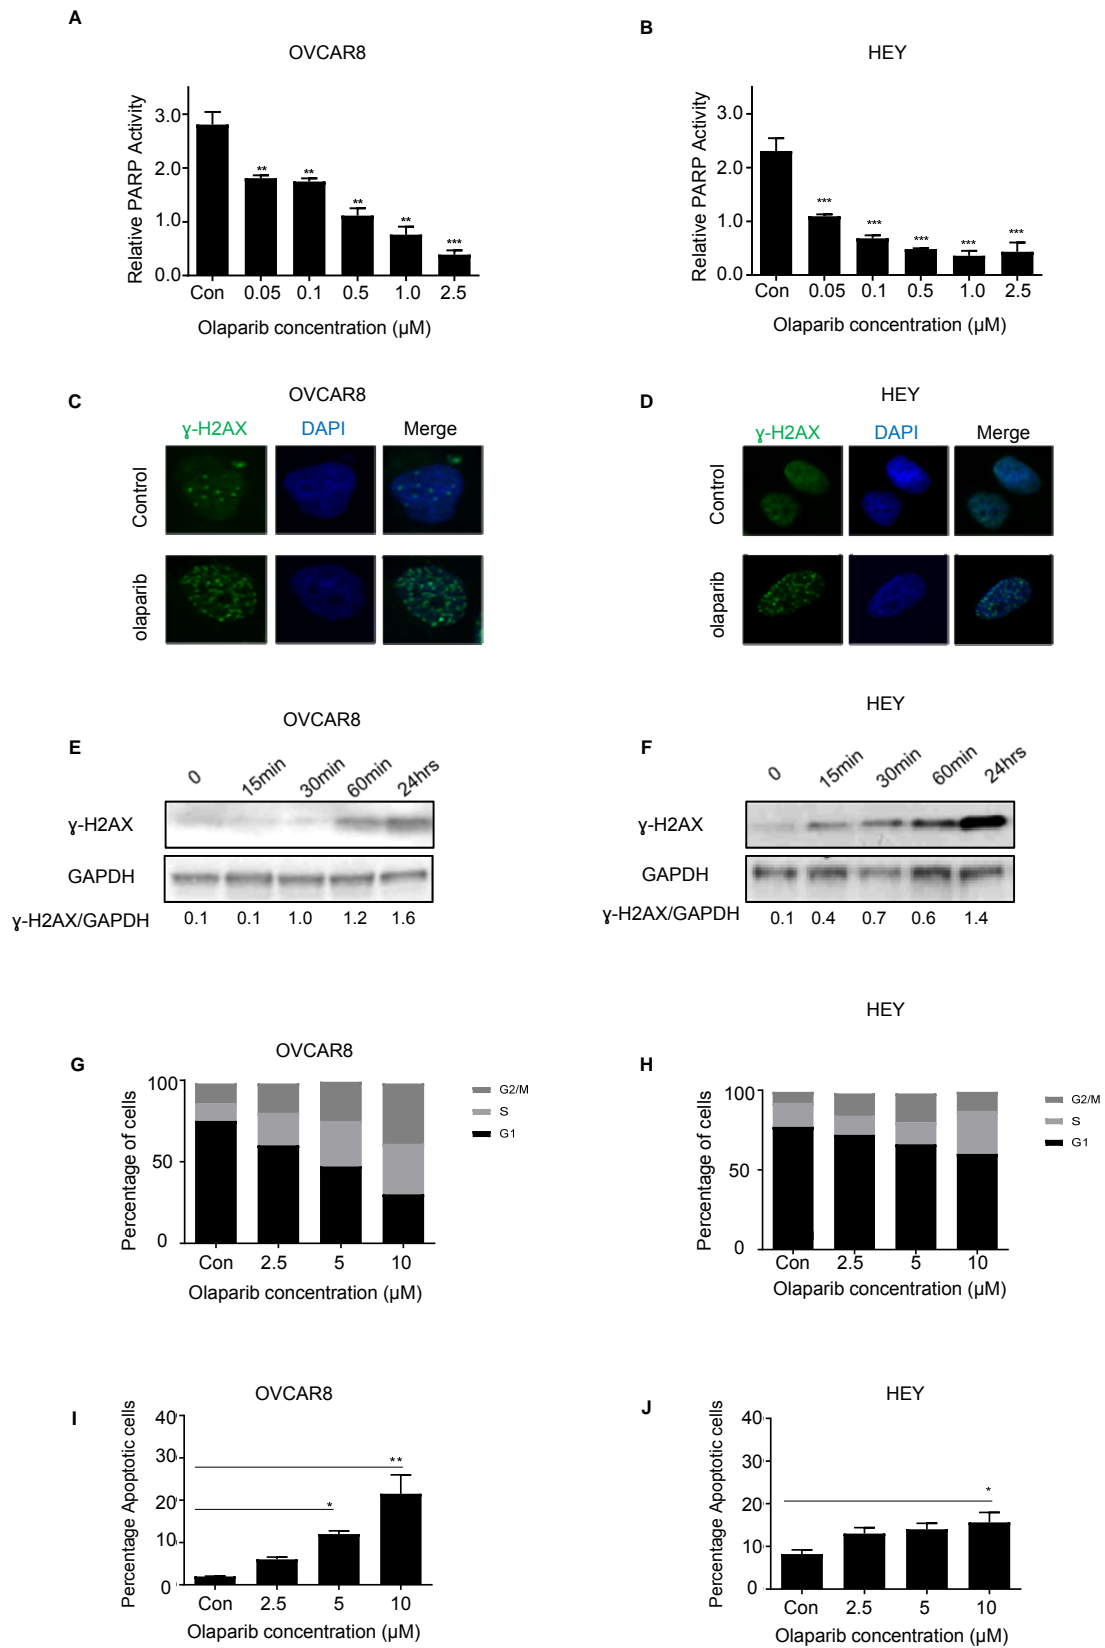 A
OVCAR8
Relative PARP Activity
3.0
2.0
1.0
0.0
** ** ** ** ***
Con 0.05 0.1 0.5 1.0 2.5
Olaparib concentration (µM)
B
HEY
Relative PARP Activity
3.0
2.0
1.0
0.0
*** *** *** *** ***
Con 0.05 0.1 0.5 1.0 2.5
Olaparib concentration (µM)
C
OVCAR8
ɣ-H2AX DAPI Merge
Control
olaparib
D
HEY
ɣ-H2AX DAPI Merge
Control
olaparib
E
OVCAR8
0 15min 30min 60min 24hrs
ɣ-H2AX
GAPDH
ɣ-H2AX/GAPDH 0.1 0.1 1.0 1.2 1.6
F
HEY
0 15min 30min 60min 24hrs
ɣ-H2AX
GAPDH
ɣ-H2AX/GAPDH 0.1 0.4 0.7 0.6 1.4
G
OVCAR8
Percentage of cells
100
50
0
G2/M
S
G1
Con 2.5 5 10
Olaparib concentration (µM)
H
HEY
Percentage of cells
100
50
0
G2/M
S
G1
Con 2.5 5 10
Olaparib concentration (µM)
I
OVCAR8
Percentage Apoptotic cells
40
30
20
10
0
**
*
Con 2.5 5 10
Olaparib concentration (µM)
J
HEY
Percentage Apoptotic cells
40
30
20
10
0
*
Con 2.5 5 10
Olaparib concentration (µM)